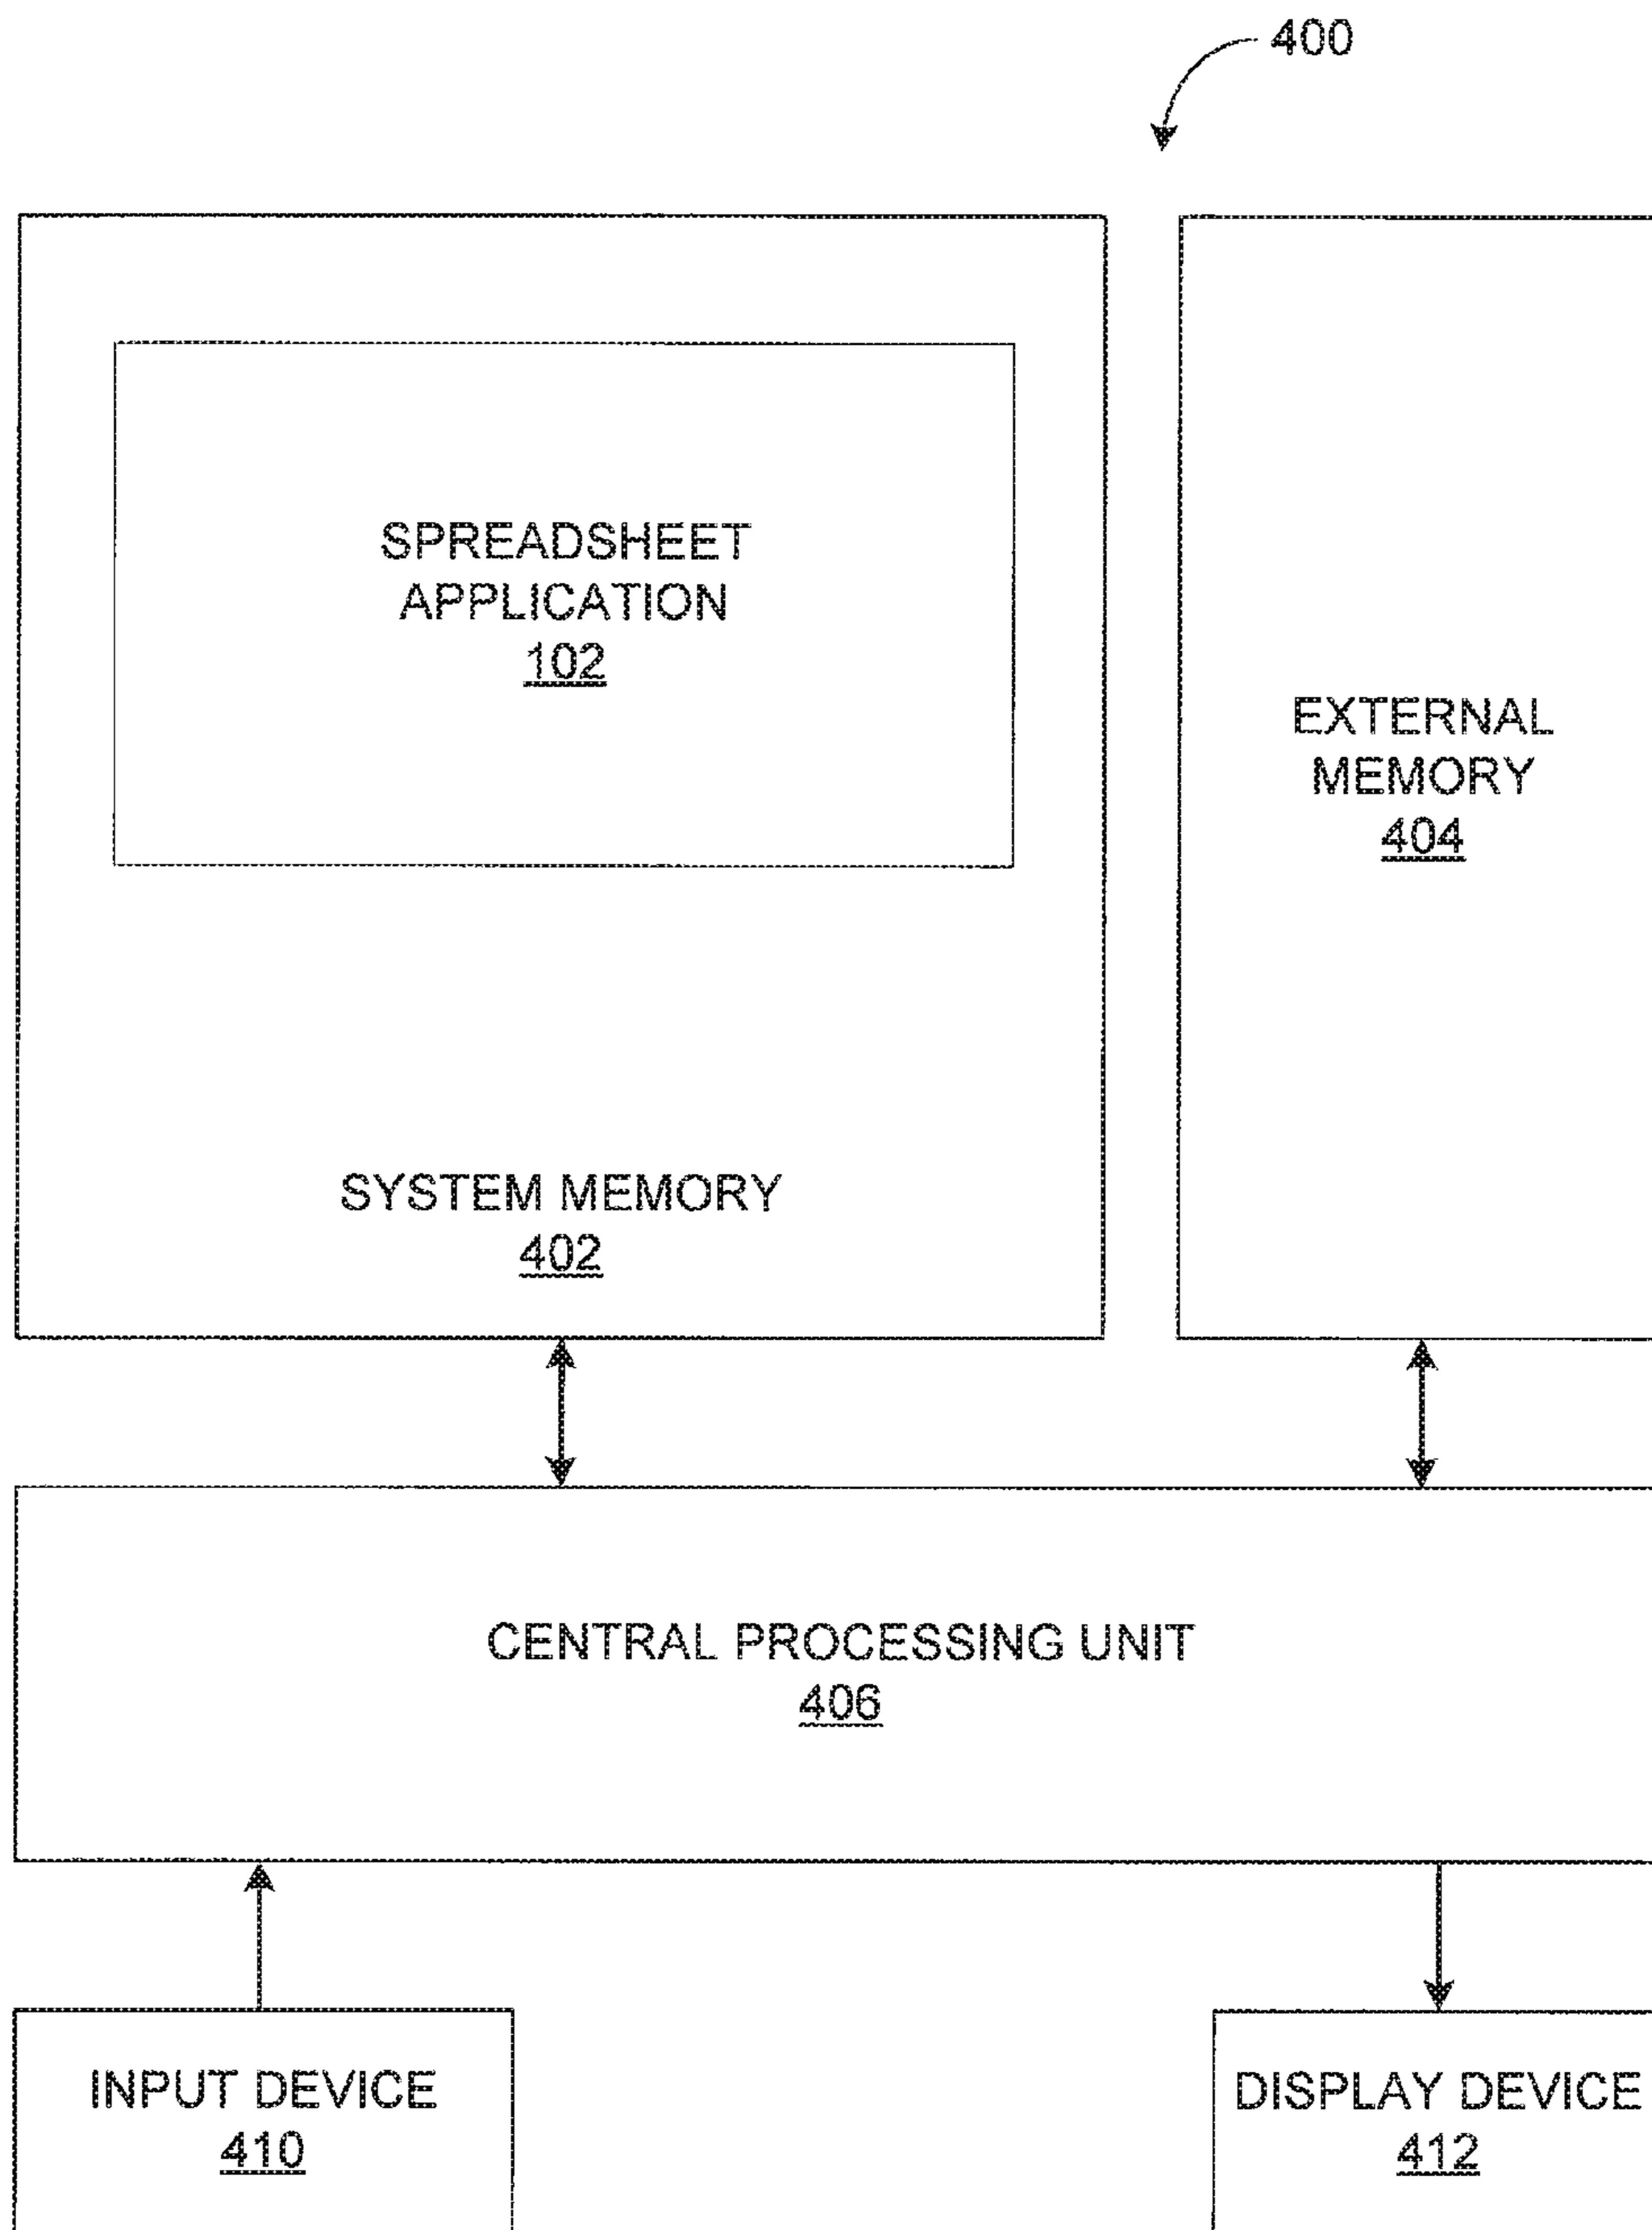 400
SPREADSHEET
APPLICATION
102
EXTERNAL
MEMORY
404
SYSTEM MEMORY
402
CENTRAL PROCESSING UNIT
406
INPUT DEVICE
410
DISPLAY DEVICE
412